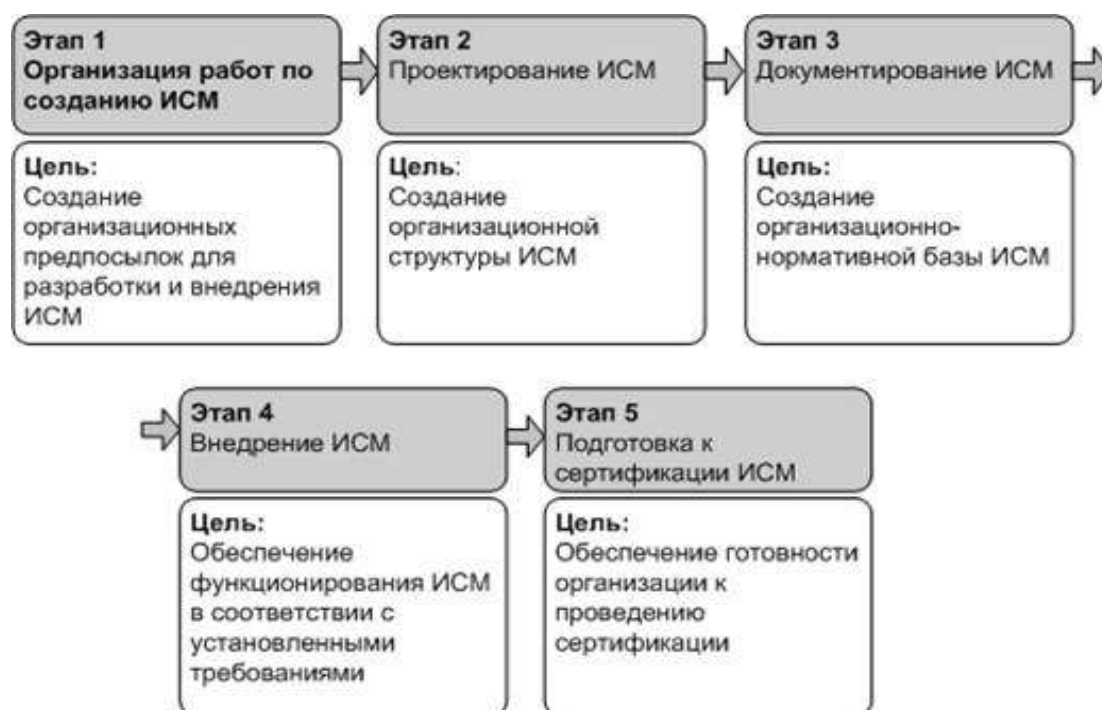 Этап 1
Организация работ по
созданию ИСМ
Цель:
Создание
организационных
предпосылок для
разработки и внедрения
ИСМ
Этап 2
Проектирование ИСМ
Цель:
Создание
организационной
структуры ИСМ
Этап 3
Документирование ИСМ
Цель:
Создание
организационно-
нормативной базы ИСМ
Этап 4
Внедрение ИСМ
Цель:
Обеспечение
функционирования ИСМ
в соответствии с
установленными
требованиями
Этап 5
Подготовка к
сертификации ИСМ
Цель:
Обеспечение готовности
организации к
проведению
сертификации